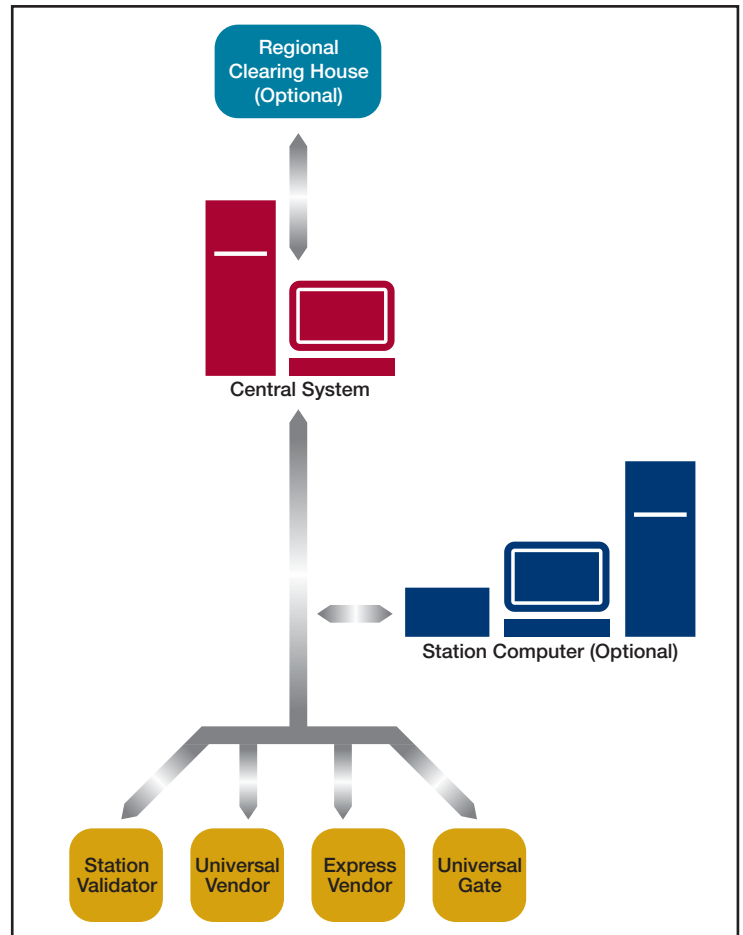 Regional
Clearing House
(Optional)
Central System
Station Computer (Optional)
Station
Validator
Universal
Vendor
Express
Vendor
Universal
Gate